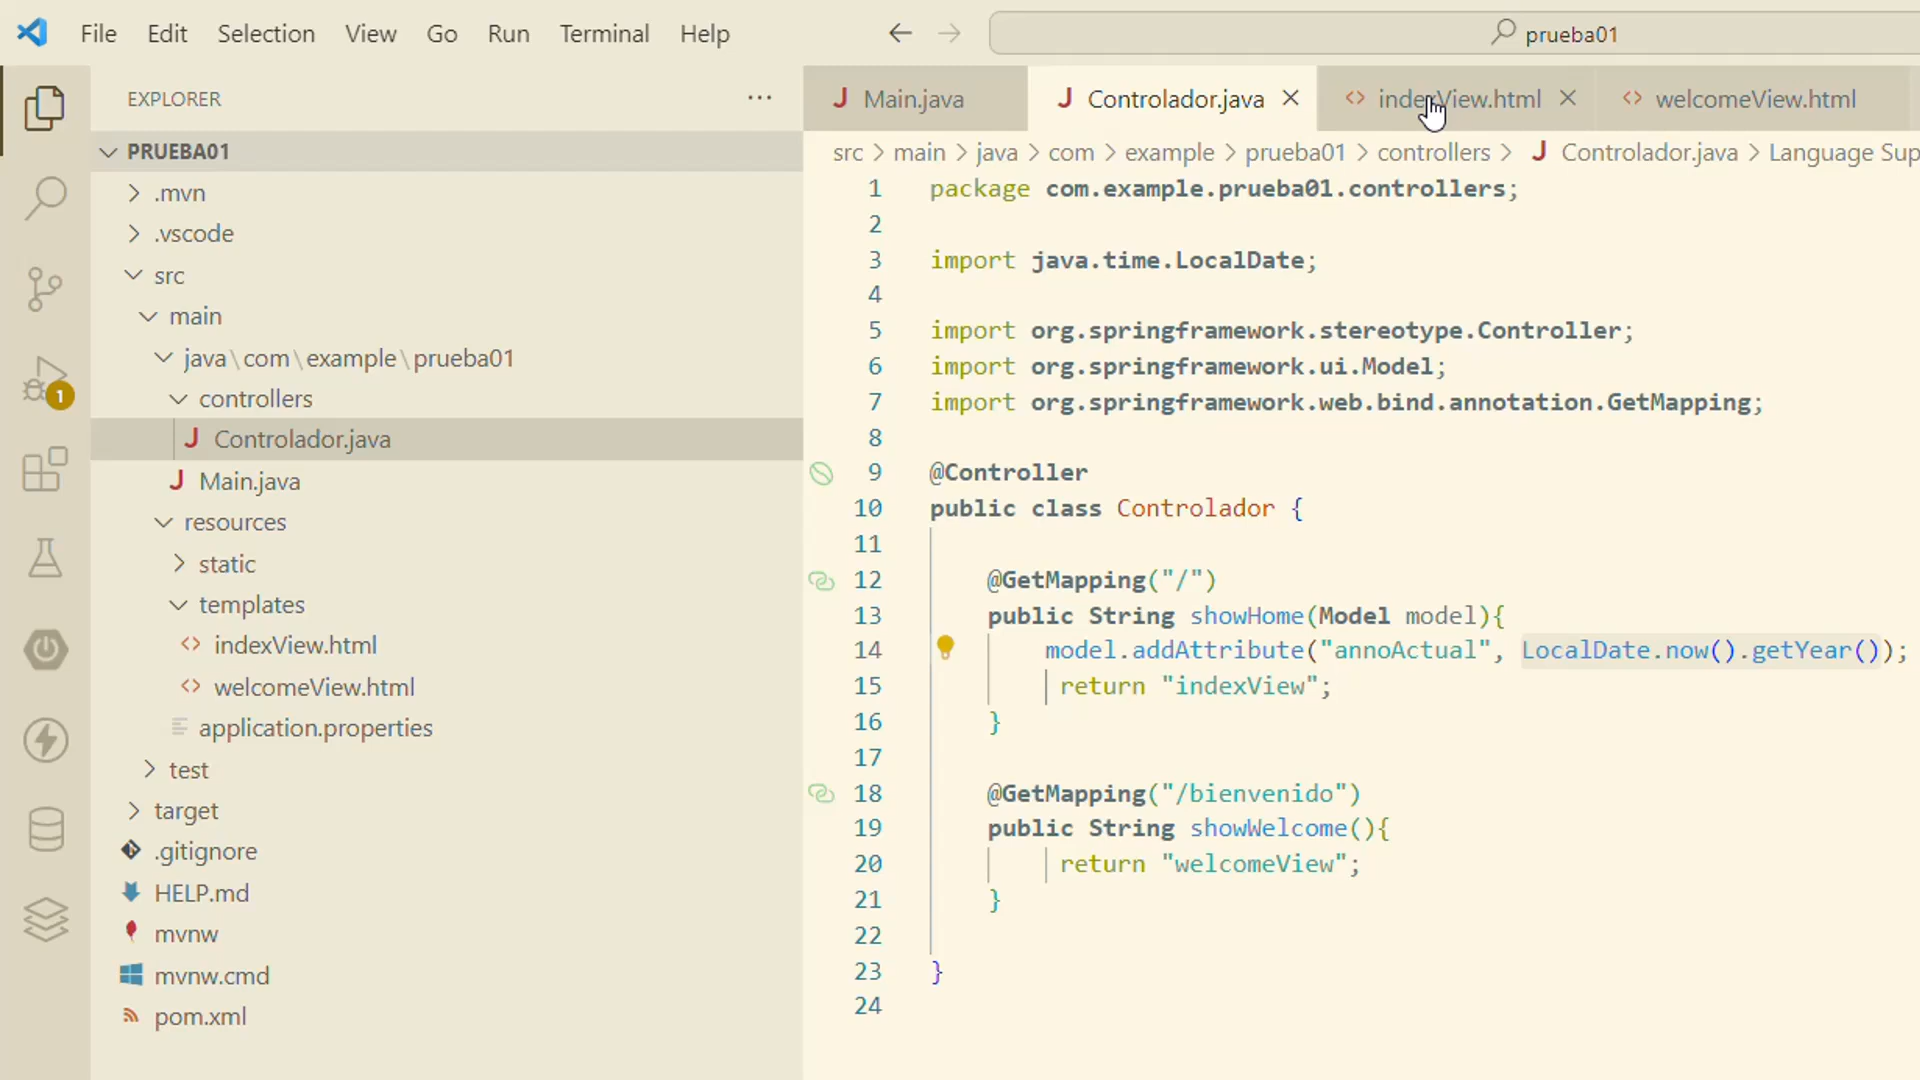 File Edit Selection View Go Run Terminal Help
prueba01
EXPLORER
PRUEBA01
.mvn
.vscode
src
main
java\com\example\prueba01
controllers
Controlador.java
Main.java
resources
static
templates
indexView.html
welcomeView.html
application.properties
test
target
.gitignore
HELP.md
mvnw
mvnw.cmd
pom.xml
1
Main.java Controlador.java indexView.html welcomeView.html
src > main > java > com > example > prueba01 > controllers > Controlador.java > Language Sup
1 package com.example.prueba01.controllers;
2
3 import java.time.LocalDate;
4
5 import org.springframework.stereotype.Controller;
6 import org.springframework.ui.Model;
7 import org.springframework.web.bind.annotation.GetMapping;
8
9 @Controller
10 public class Controlador {
11
12 @GetMapping("/")
13 public String showHome(Model model){
14 model.addAttribute("annoActual", LocalDate.now().getYear());
15 return "indexView";
16 }
17
18 @GetMapping("/bienvenido")
19 public String showWelcome(){
20 return "welcomeView";
21 }
22
23 }
24